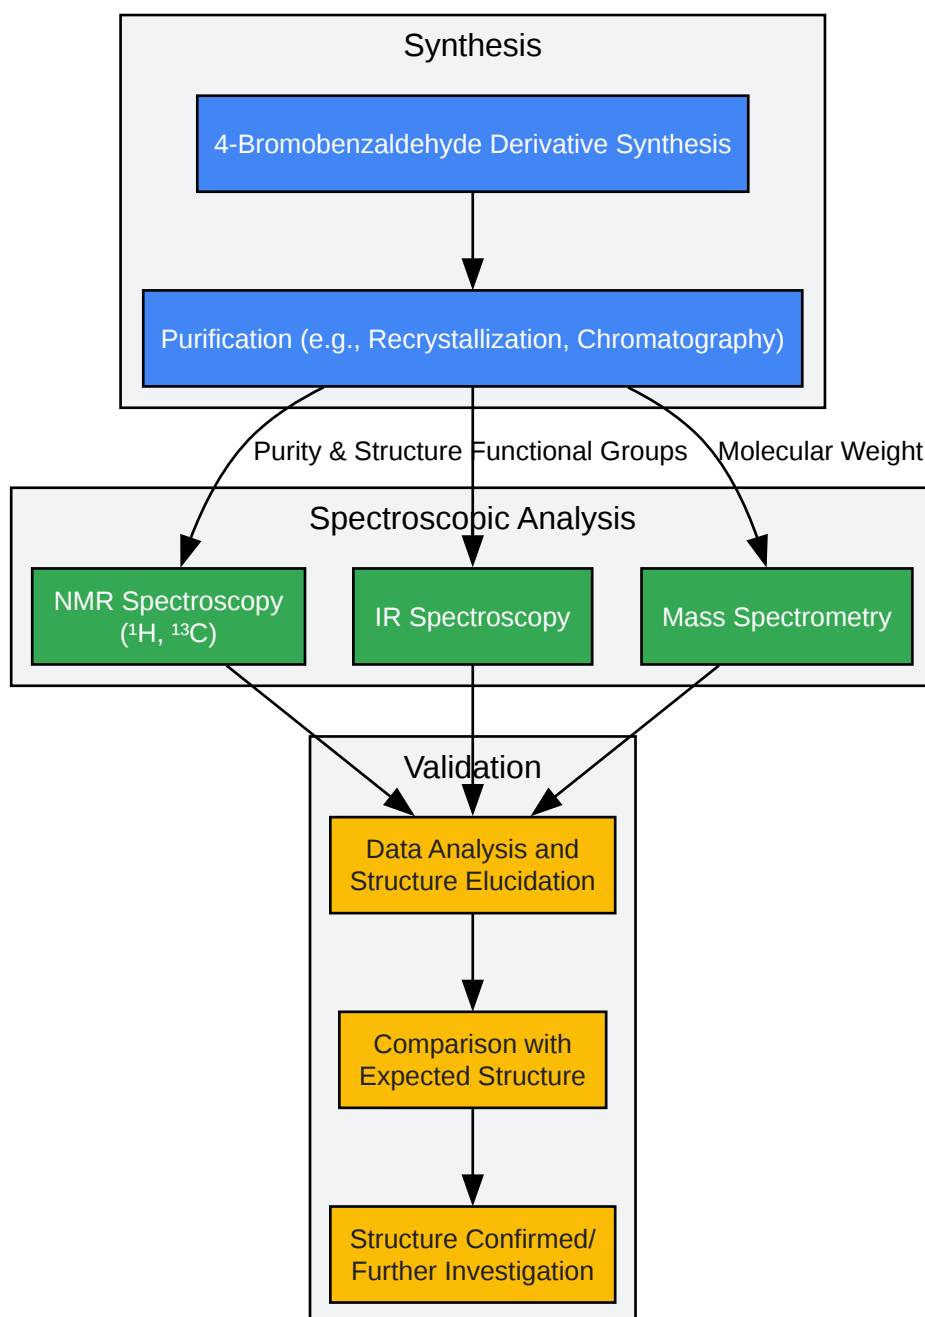 Synthesis
4-Bromobenzaldehyde Derivative Synthesis
Purification (e.g., Recrystallization, Chromatography)
Purity & Structure
Functional Groups
Molecular Weight
Spectroscopic Analysis
NMR Spectroscopy
(¹H, ¹³C)
IR Spectroscopy
Mass Spectrometry
Validation
Data Analysis and
Structure Elucidation
Comparison with
Expected Structure
Structure Confirmed/
Further Investigation